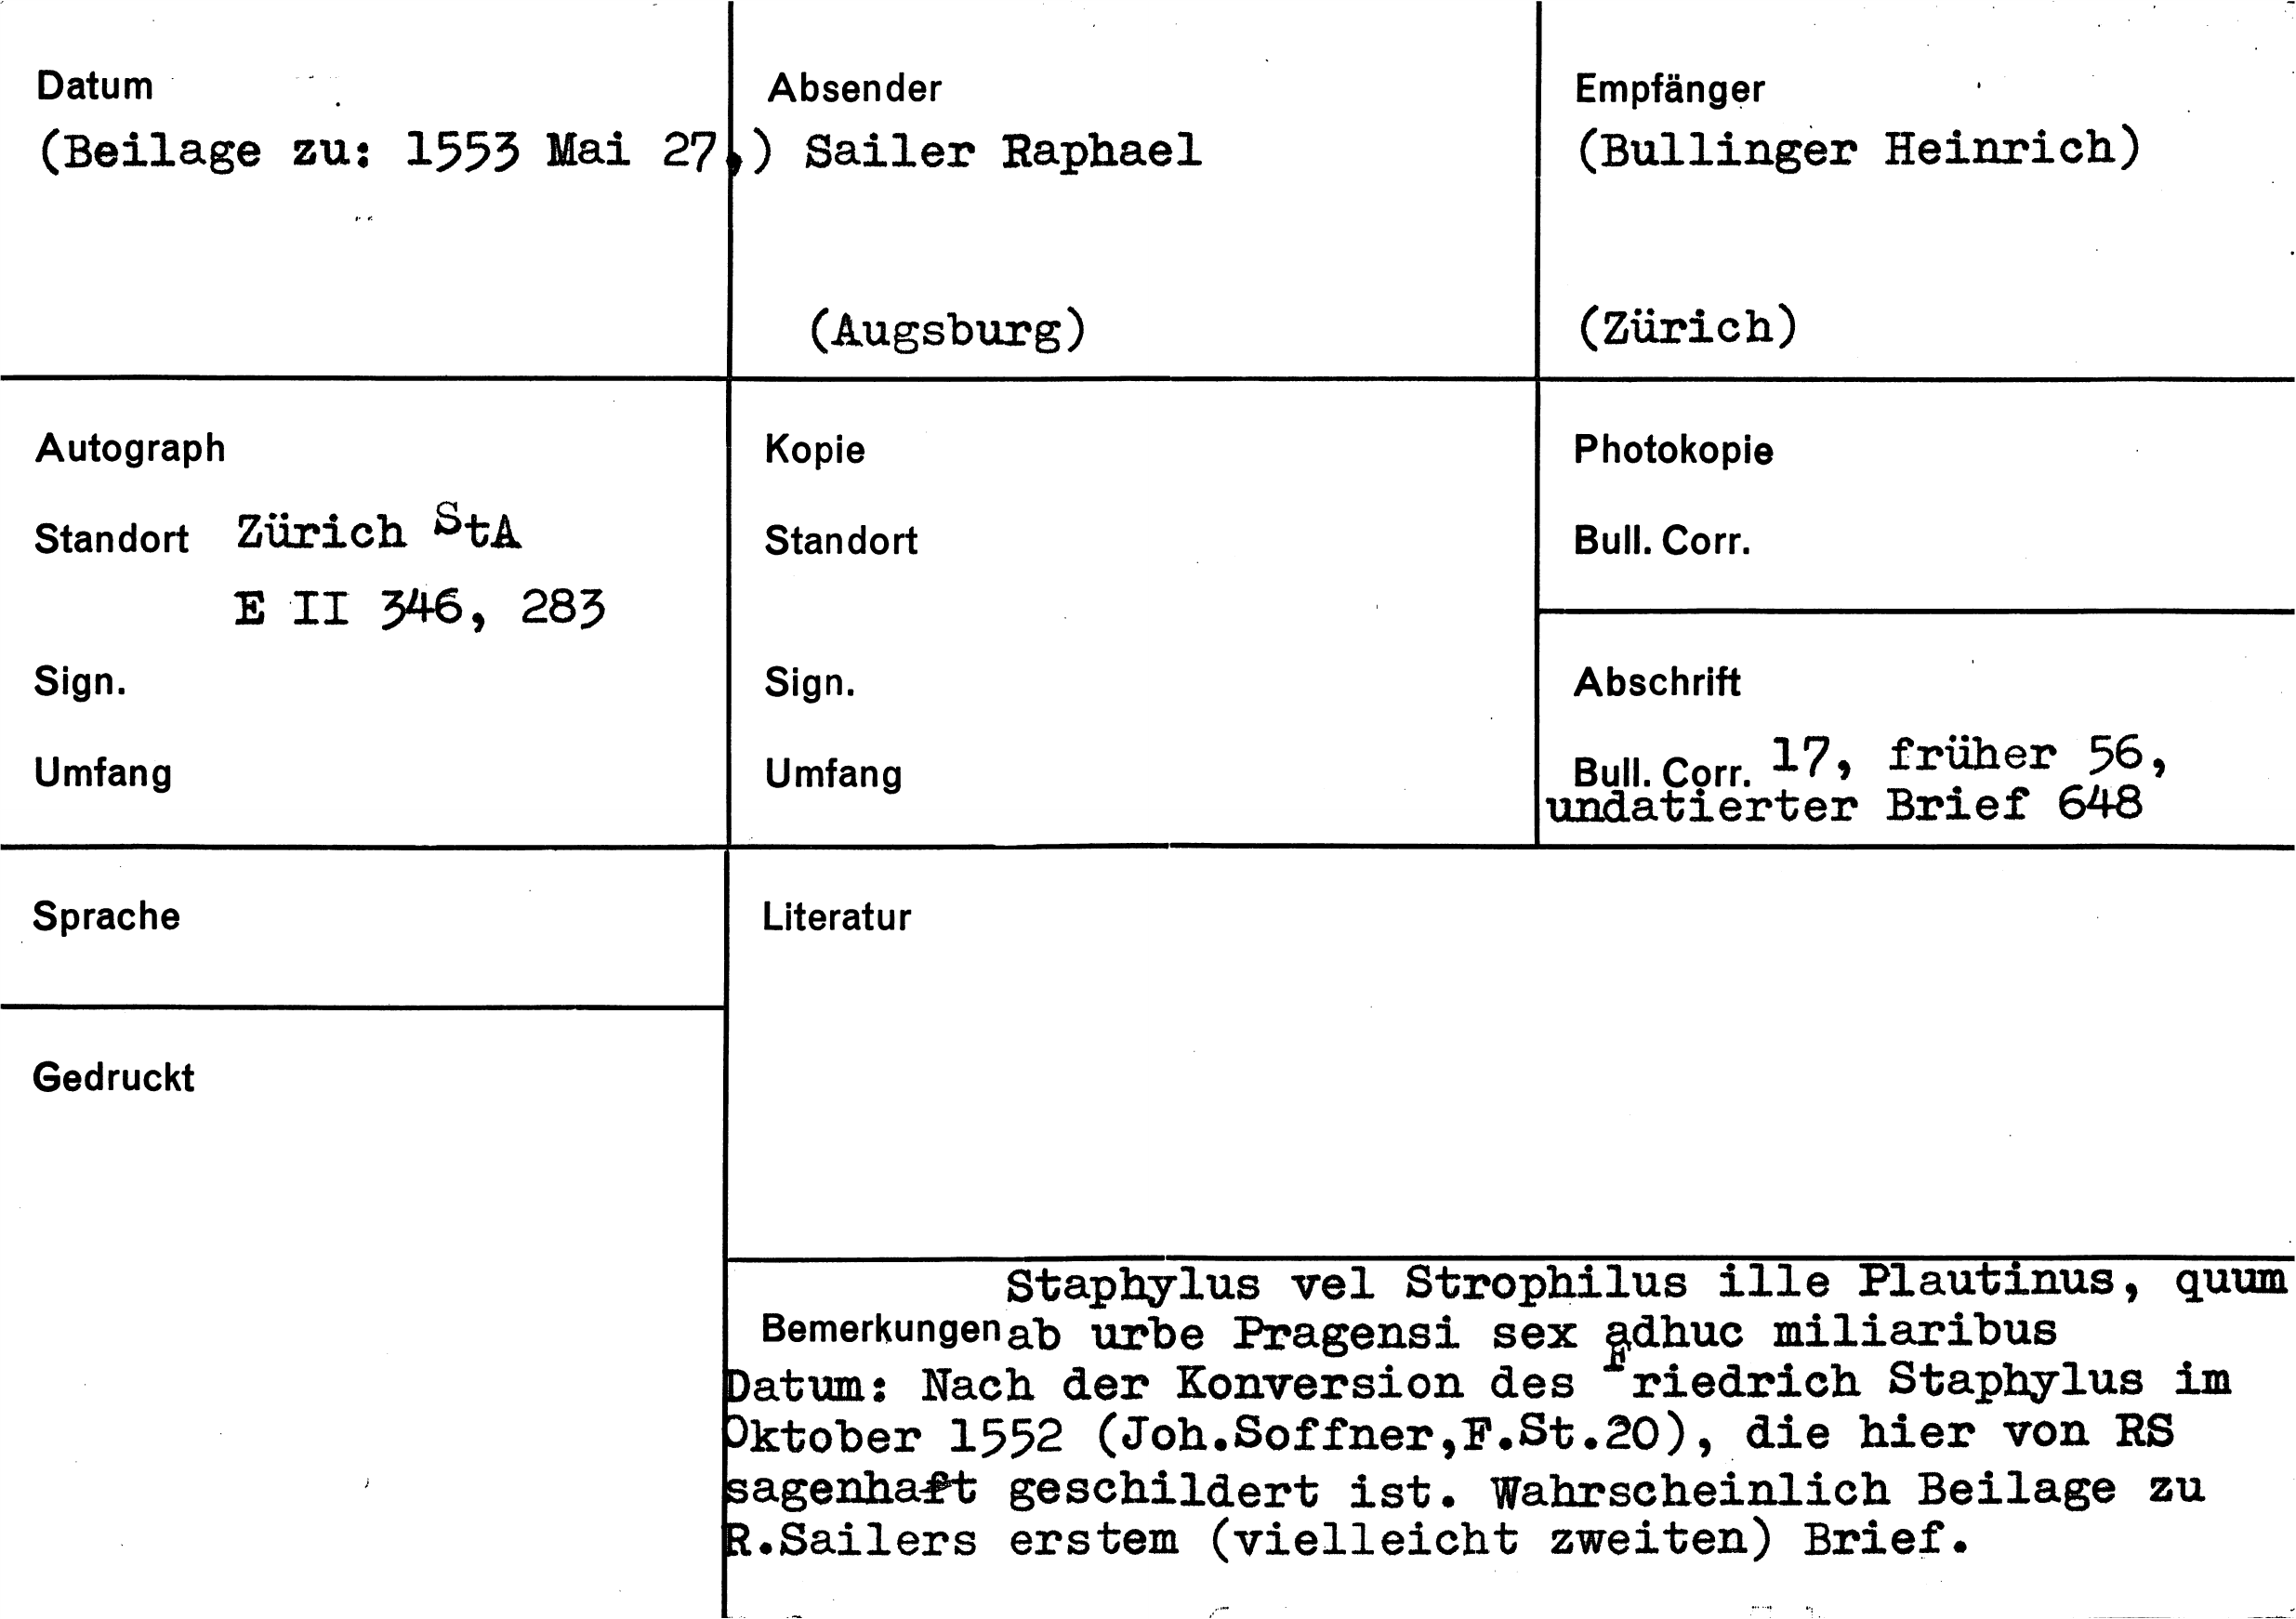 Datum
(Beilage zu: 1553 Mai 27.)
Absender
Sailer Raphael
(Augsburg)
Empfänger
(Bullinger Heinrich)
(Zürich)
Autograph
Standort Zürich StA
E II 346, 283
Sign.
Umfang
Kopie
Standort
Sign.
Umfang
Photokopie
Bull. Corr.
Abschrift
Bull. Corr. 17, früher 56,
undatierter Brief 648
Sprache
Gedruckt
Literatur
Staphylus vel Strophilus ille Plautinus, quum
Bemerkungen ab urbe Pragensi sex adhuc miliaribus
Datum: Nach der Konversion des Friedrich Staphylus im
Oktober 1552 (Joh.Soffner,F.St.20), die hier von RS
sagenhaft geschildert ist. Wahrscheinlich Beilage zu
R.Sailers erstem (vielleicht zweiten) Brief.